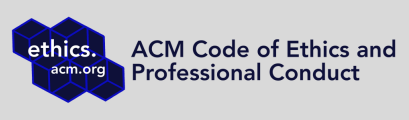 ethics.
acm.org
ACM Code of Ethics and
Professional Conduct